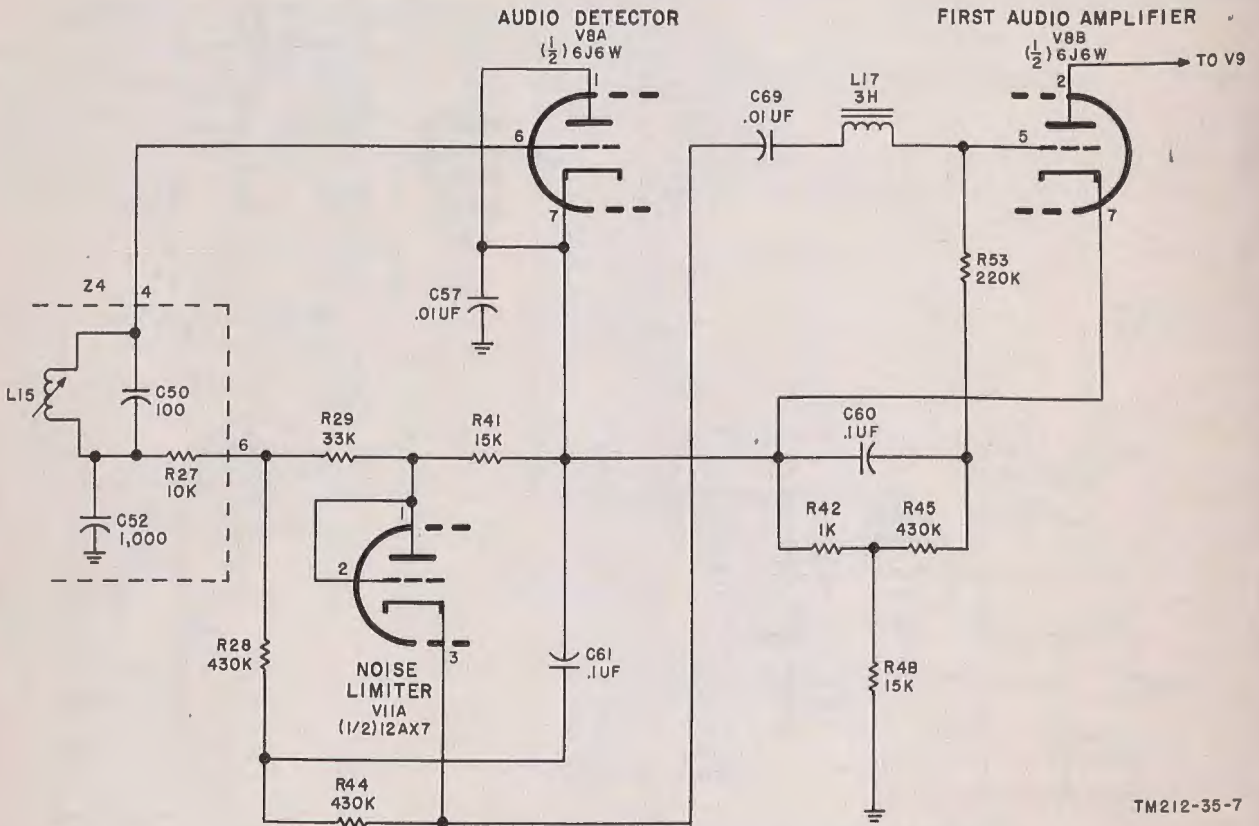 AUDIO DETECTOR
V8A
(1/2) 6J6W
FIRST AUDIO AMPLIFIER
V8B
(1/2) 6J6W
1
6
7
2
TO V9
5
7
C69
.01UF
L17
3H
R53
220K
Z4
4
C57
.01UF
L15
C50
100
R27
10K
6
C52
1,000
R29
33K
R41
15K
C60
.1UF
R42
1K
R45
430K
1
2
3
R28
430K
NOISE
LIMITER
V11A
(1/2)12AX7
C61
.1UF
R48
15K
R44
430K
TM212-35-7